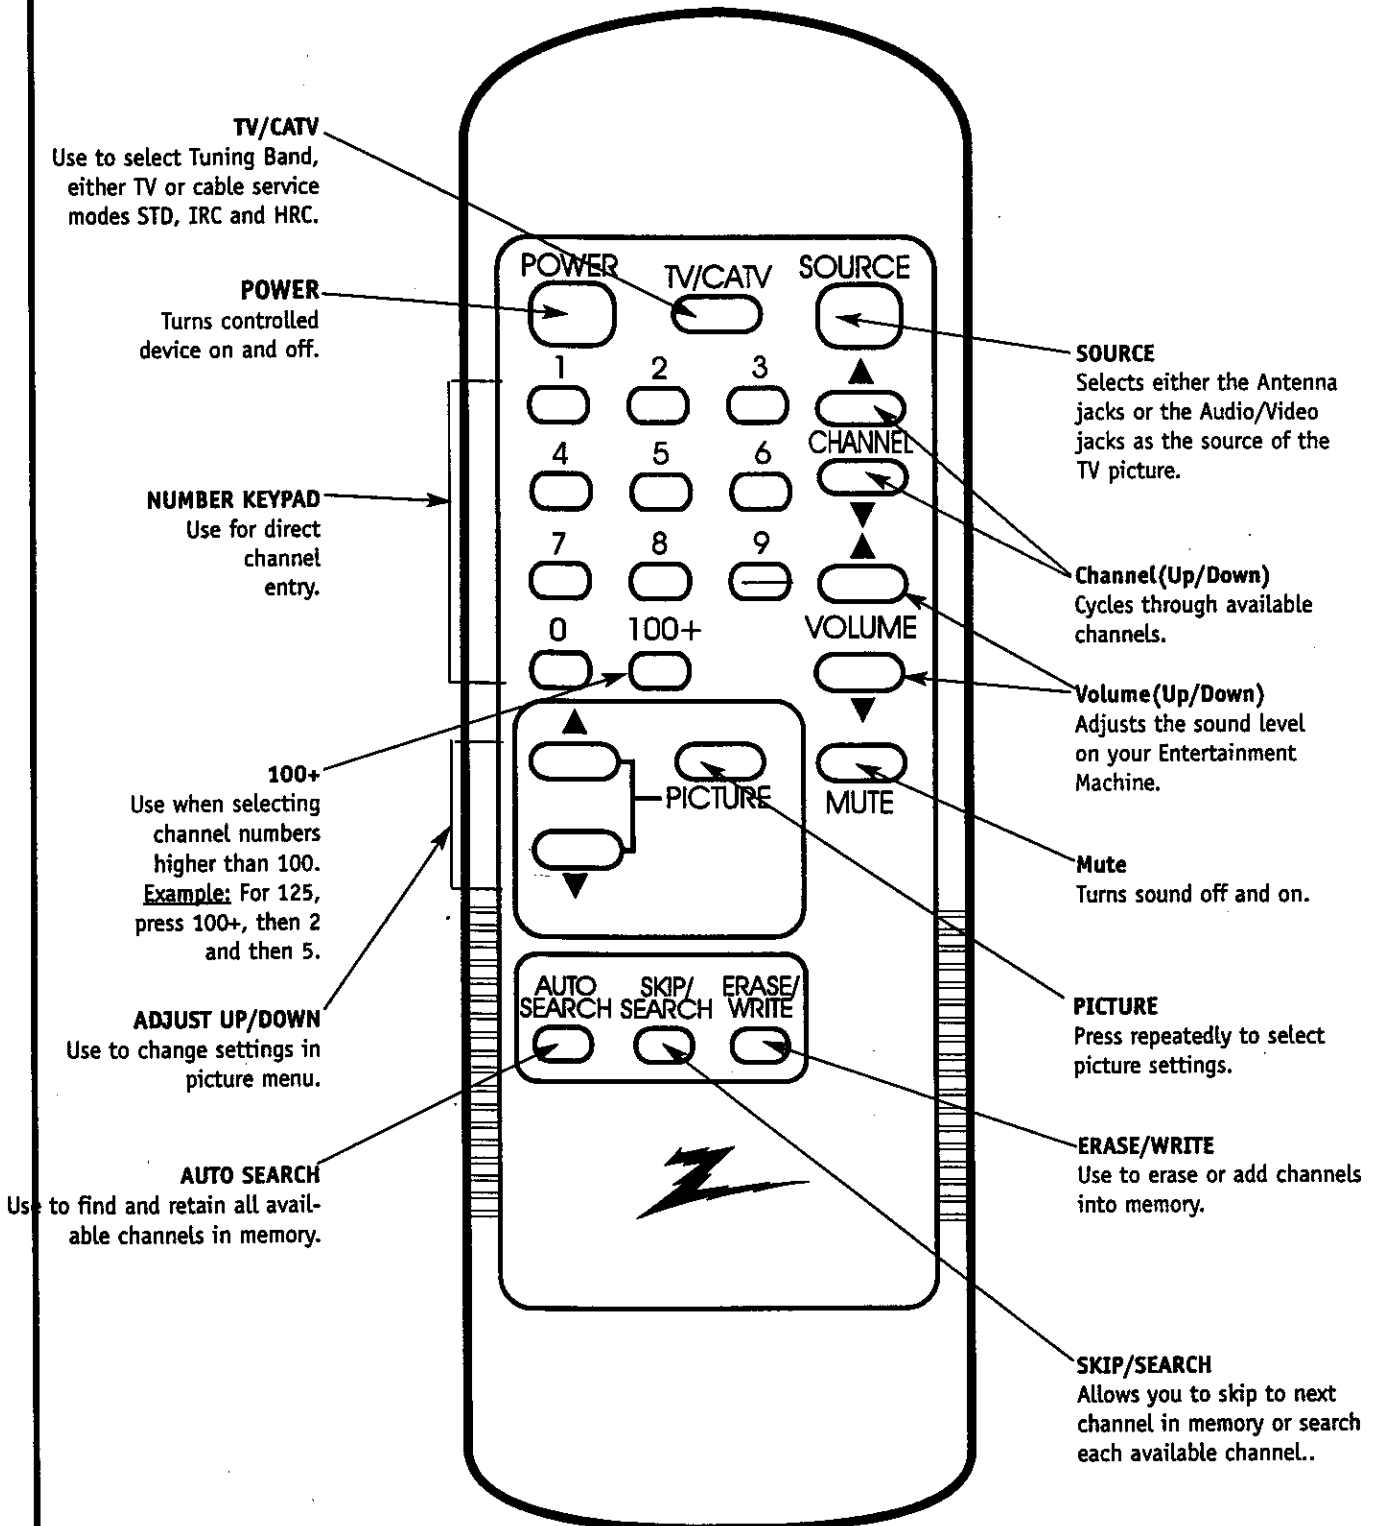 TV/CATV
Use to select Tuning Band,
either TV or cable service
modes STD, IRC and HRC.
POWER
Turns controlled
device on and off.
NUMBER KEYPAD
Use for direct
channel
entry.
100+
Use when selecting
channel numbers
higher than 100.
Example: For 125,
press 100+, then 2
and then 5.
ADJUST UP/DOWN
Use to change settings in
picture menu.
AUTO SEARCH
Use to find and retain all avail-
able channels in memory.
POWER TV/CATV SOURCE
1 2 3
CHANNEL
4 5 6
7 8 9
0 100+ VOLUME
PICTURE MUTE
AUTO SKIP/ ERASE/
SEARCH SEARCH WRITE
SOURCE
Selects either the Antenna
jacks or the Audio/Video
jacks as the source of the
TV picture.
Channel(Up/Down)
Cycles through available
channels.
Volume(Up/Down)
Adjusts the sound level
on your Entertainment
Machine.
Mute
Turns sound off and on.
PICTURE
Press repeatedly to select
picture settings.
ERASE/WRITE
Use to erase or add channels
into memory.
SKIP/SEARCH
Allows you to skip to next
channel in memory or search
each available channel..